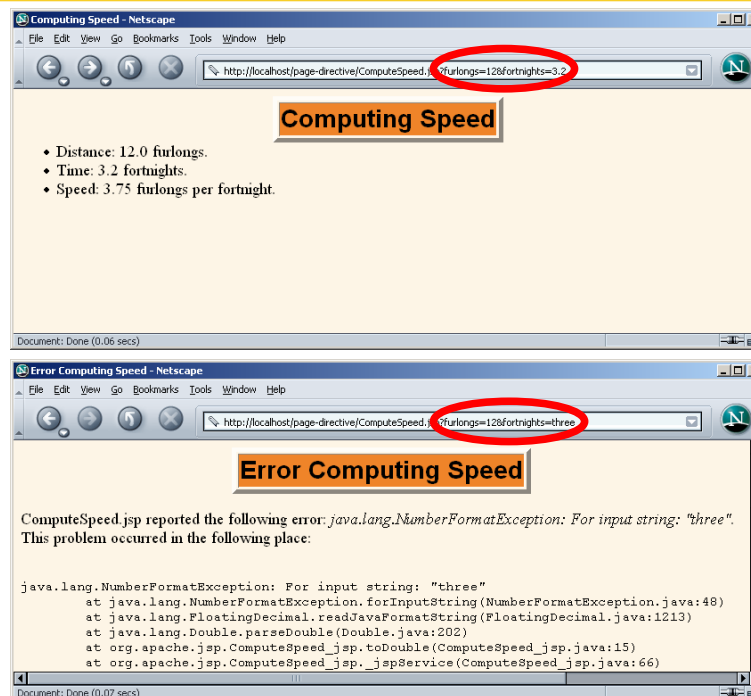 Computing Speed - Netscape
File Edit View Go Bookmarks Tools Window Help
http://localhost/page-directive/ComputeSpeed.j ?furlongs=12&fortnights=3.2
N
Computing Speed
Distance: 12.0 furlongs.
Time: 3.2 fortnights.
Speed: 3.75 furlongs per fortnight.
Document: Done (0.06 secs)
Error Computing Speed - Netscape
File Edit View Go Bookmarks Tools Window Help
http://localhost/page-directive/ComputeSpeed.j ?furlongs=12&fortnights=three
N
Error Computing Speed
ComputeSpeed.jsp reported the following error: java.lang.NumberFormatException: For input string: "three".
This problem occurred in the following place:
java.lang.NumberFormatException: For input string: "three"
at java.lang.NumberFormatException.forInputString(NumberFormatException.java:48)
at java.lang.FloatingDecimal.readJavaFormatString(FloatingDecimal.java:1213)
at java.lang.Double.parseDouble(Double.java:202)
at org.apache.jsp.ComputeSpeed_jsp.toDouble(ComputeSpeed_jsp.java:15)
at org.apache.jsp.ComputeSpeed_jsp._jspService(ComputeSpeed_jsp.java:66)
Document: Done (0.07 secs)